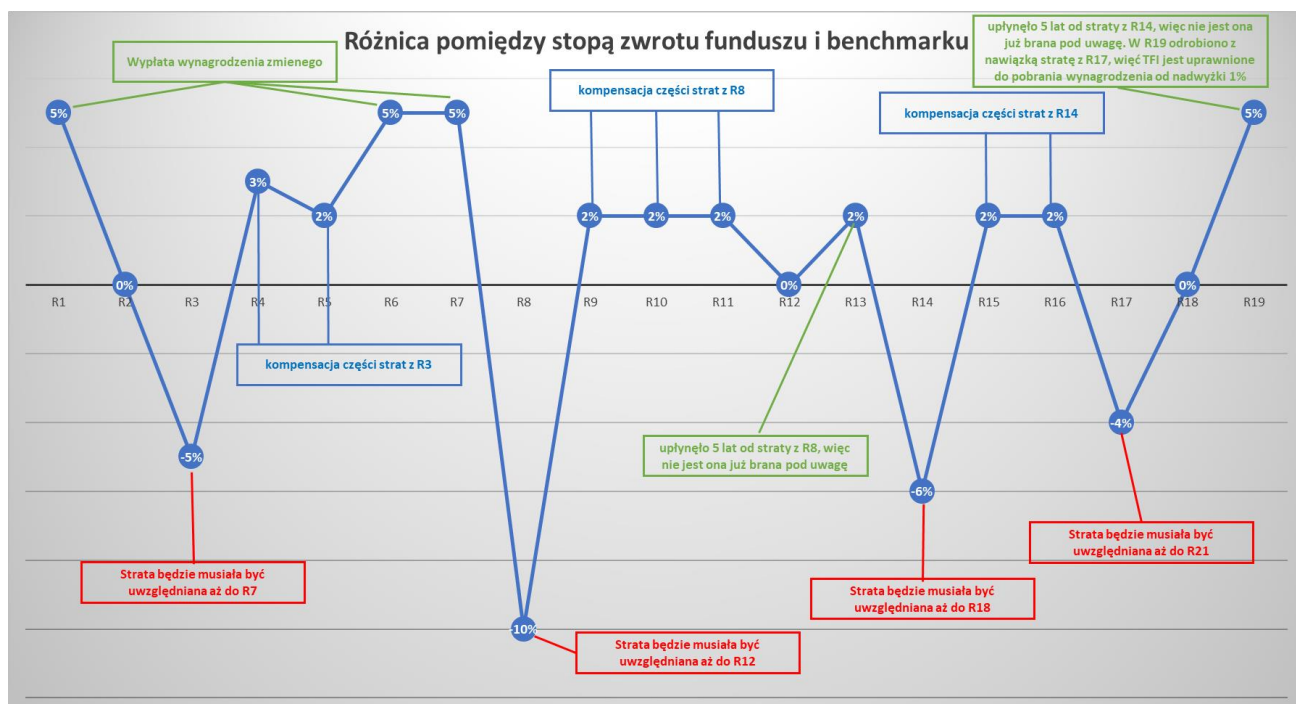 Różnica pomiędzy stopą zwrotu funduszu i benchmarku
upłynęło 5 lat od straty z R14, więc nie jest ona
już brana pod uwagę. W R19 odrobiono z
nawiązką stratę z R17, więć TFI jest uprawnione
do pobrania wynagrodzenia od nadwyżki 1%
Wypłata wynagrodzenia zmienego
kompensacja części strat z R8
kompensacja części strat z R14
5%
0%
-5%
3%
2%
5%
5%
-10%
2%
2%
2%
0%
2%
-6%
2%
2%
-4%
0%
5%
R1
R2
R3
R4
R5
R6
R7
R8
R9
R10
R11
R12
R13
R14
R15
R16
R17
R18
R19
kompensacja części strat z R3
upłynęło 5 lat od straty z R8, więc
nie jest ona już brana pod uwagę
Strata będzie musiała być
uwzględniana aż do R7
Strata będzie musiała być
uwzględniana aż do R12
Strata będzie musiała być
uwzględniana aż do R18
Strata będzie musiała być
uwzględniana aż do R21